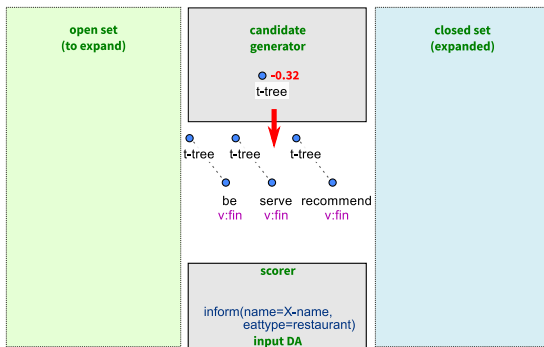 open set
(to expand)
candidate
generator
-0.32
t-tree
closed set
(expanded)
t-tree t-tree t-tree
be serve recommend
v:fin v:fin v:fin
scorer
inform(name=X-name,
eattype=restaurant)
input DA